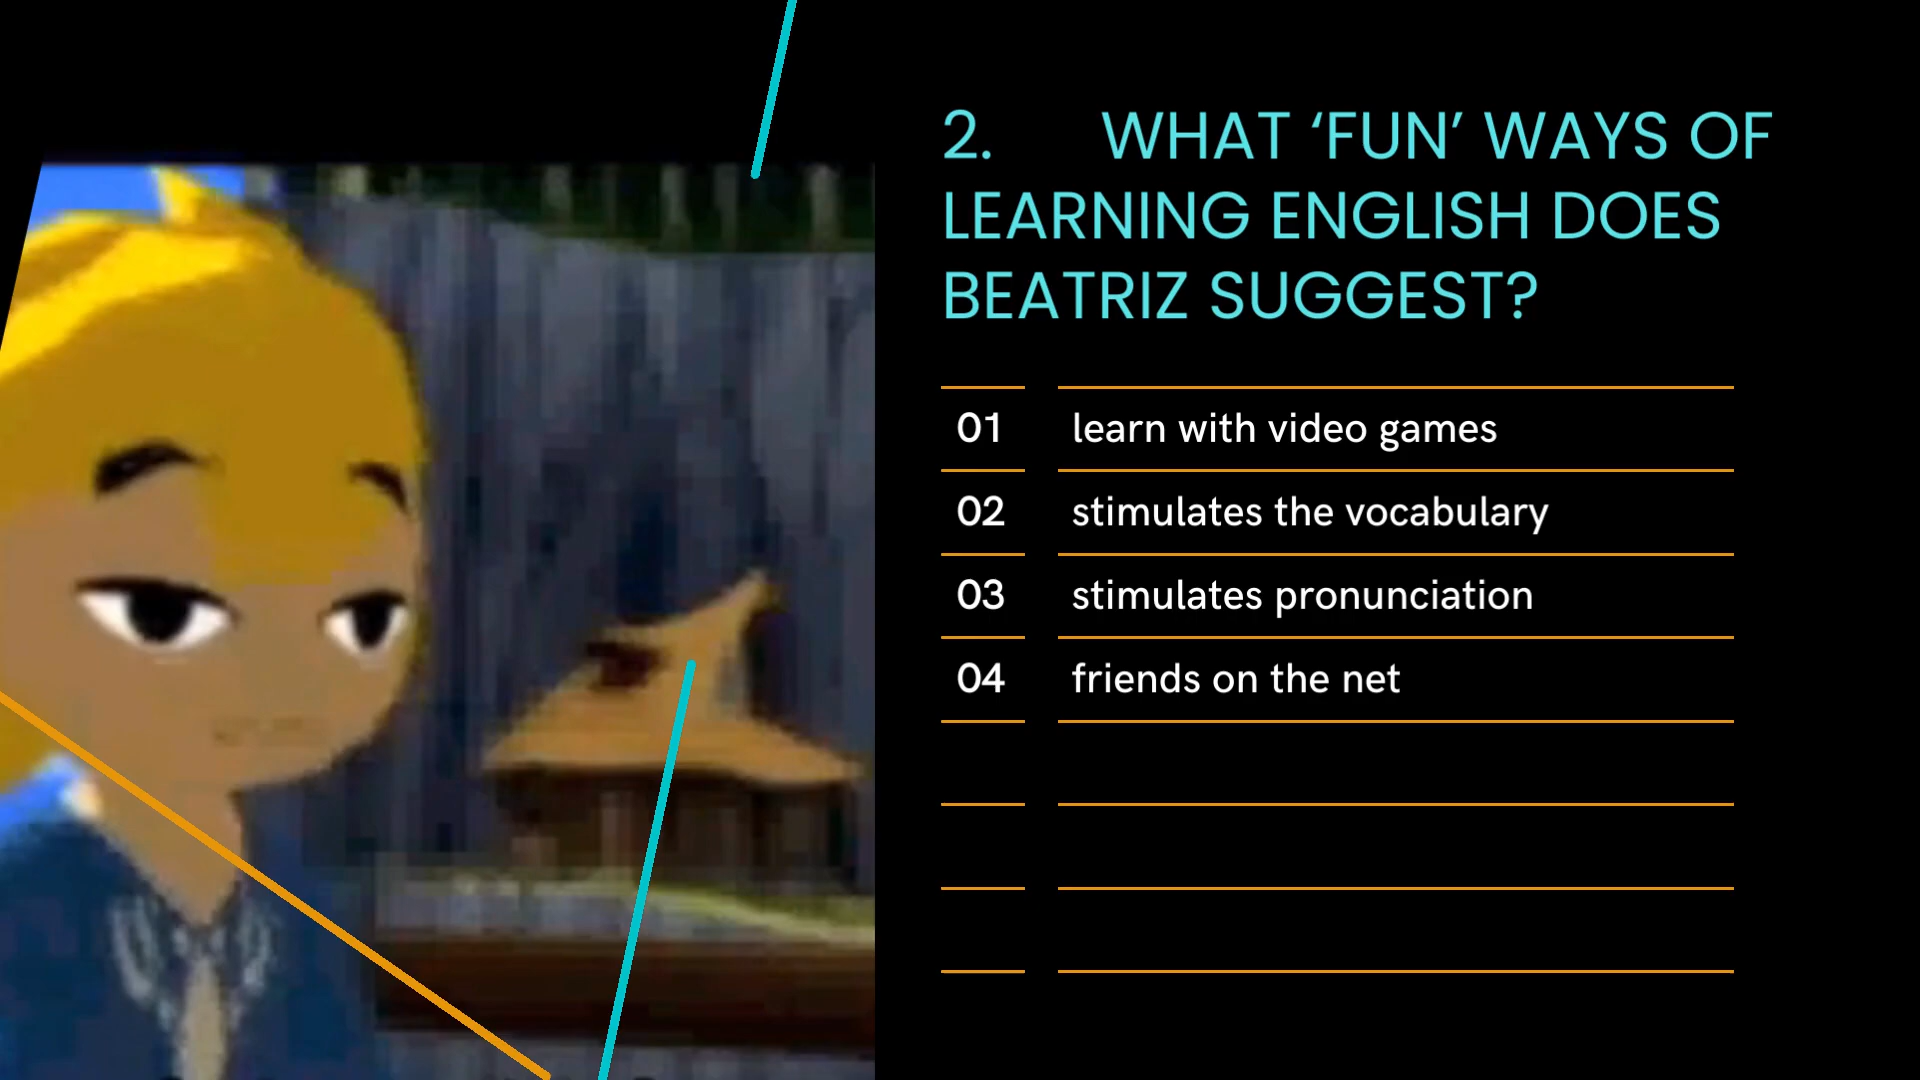 2. WHAT ‘FUN’ WAYS OF
LEARNING ENGLISH DOES
BEATRIZ SUGGEST?
01 learn with video games
02 stimulates the vocabulary
03 stimulates pronunciation
04 friends on the net